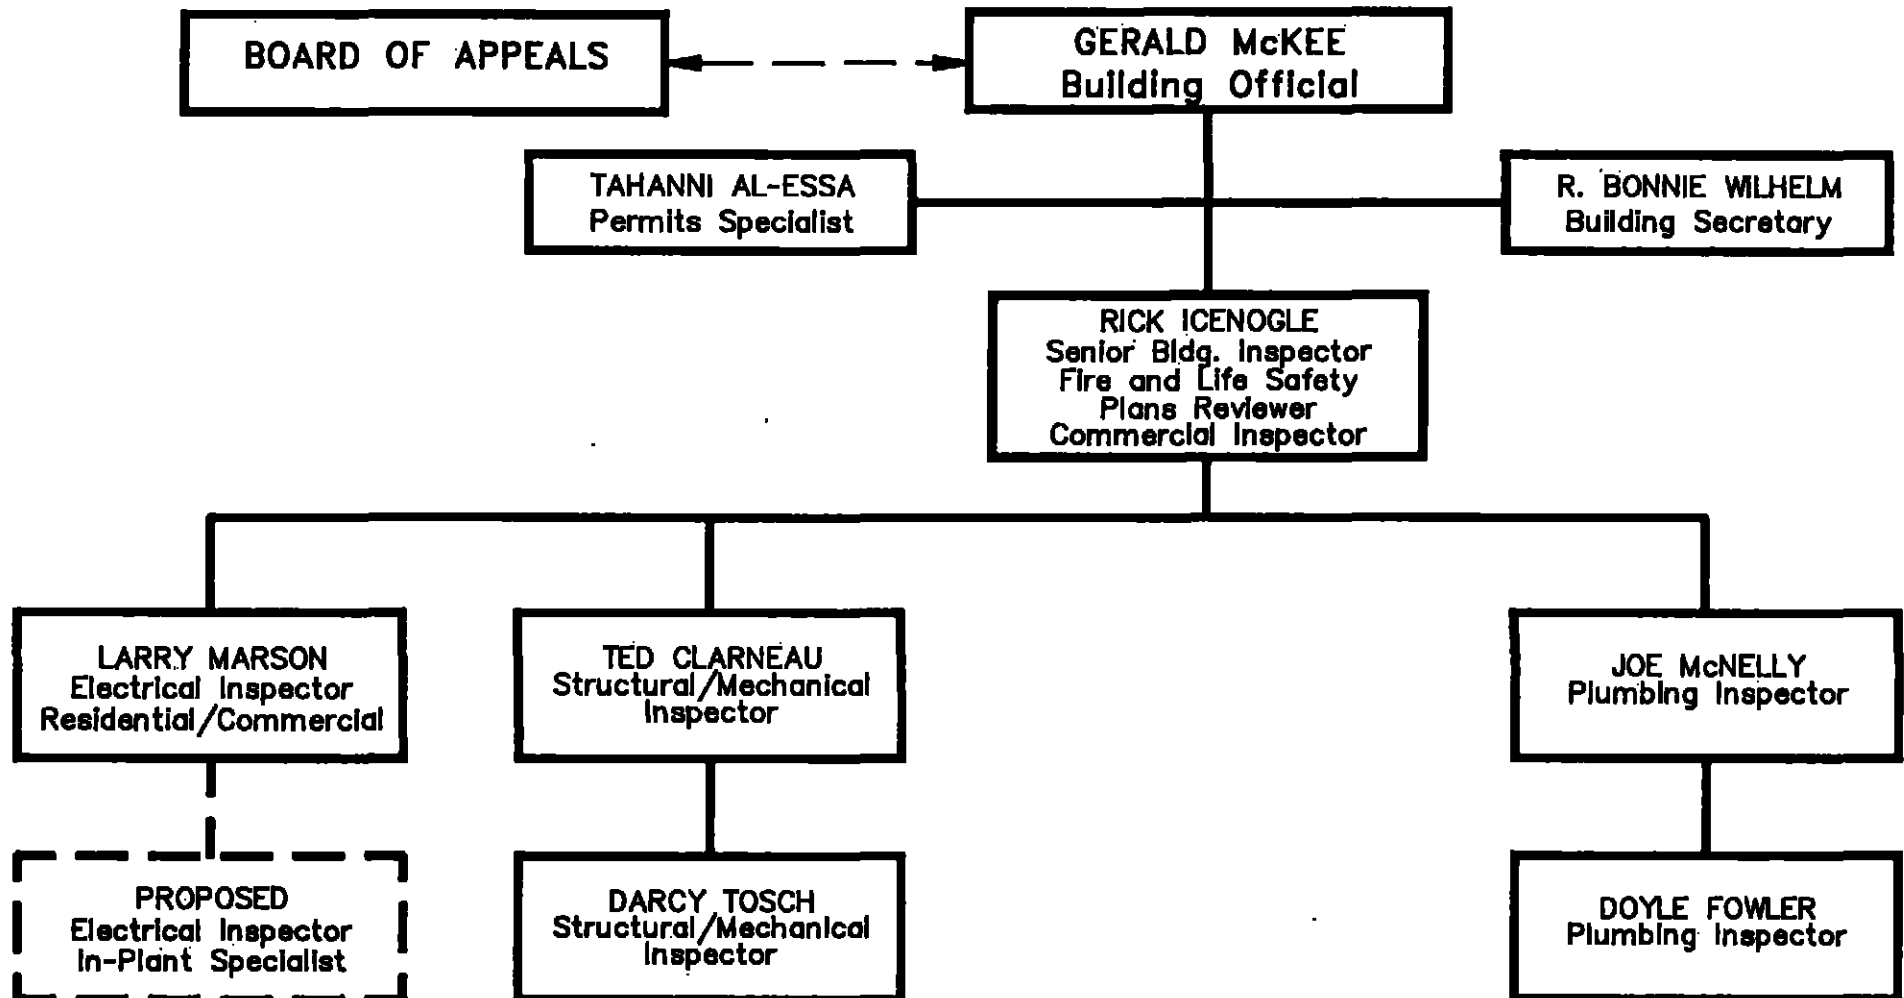 BOARD OF APPEALS
GERALD McKEE
Building Official
TAHANNI AL-ESSA
Permits Specialist
R. BONNIE WILHELM
Building Secretary
RICK ICENOGLE
Senior Bldg. Inspector
Fire and Life Safety
Plans Reviewer
Commercial Inspector
LARRY MARSON
Electrical Inspector
Residential/Commercial
TED CLARNEAU
Structural/Mechanical
Inspector
JOE McNELLY
Plumbing Inspector
PROPOSED
Electrical Inspector
In-Plant Specialist
DARCY TOSCH
Structural/Mechanical
Inspector
DOYLE FOWLER
Plumbing Inspector